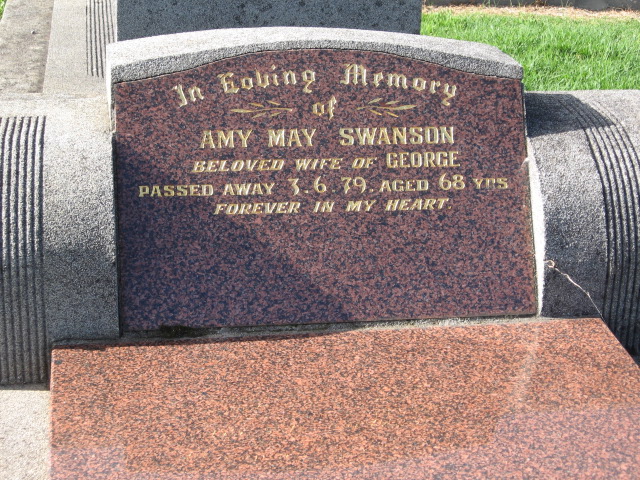 In Loving Memory
of
AMY MAY SWANSON
BELOVED WIFE OF GEORGE
PASSED AWAY 3.6.79, AGED 68 YRS
FOREVER IN MY HEART.